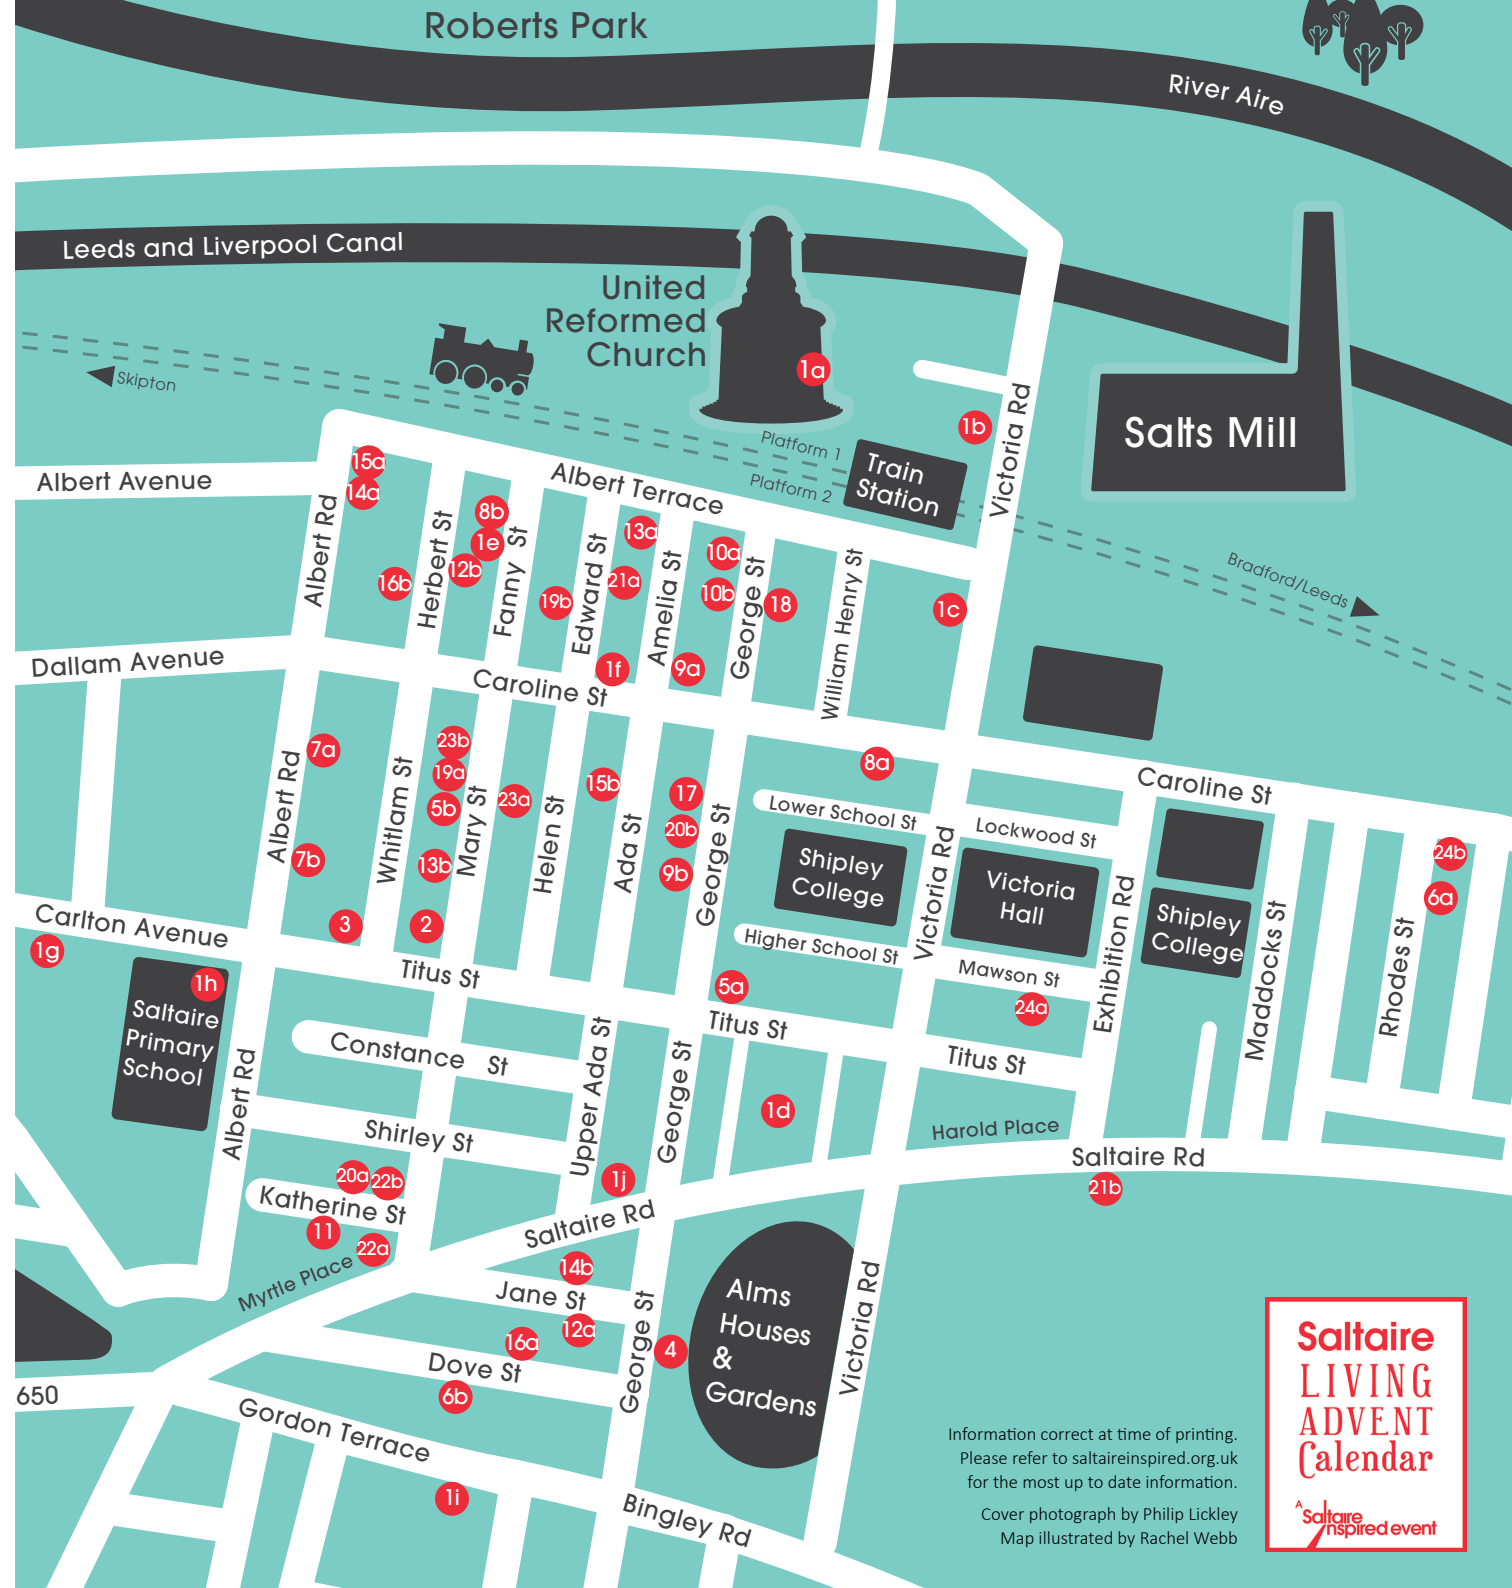 Roberts Park
River Aire
Leeds and Liverpool Canal
United
Reformed
Church
1a
Skipton
Platform 1
Platform 2
Train
Station
1b
Victoria Rd
Salts Mill
Bradford/Leeds
Albert Avenue
15a
14a
Albert Terrace
Albert Rd
Herbert St
8b
1e
12b
16b
Fanny St
19b
Edward St
13a
21a
1f
Amelia St
10a
10b
9a
George St
18
William Henry St
1c
Dallam Avenue
Caroline St
7a
7b
Albert Rd
3
Whitlam St
23b
19a
5b
13b
2
Mary St
23a
Helen St
15b
Ada St
17
20b
9b
George St
8a
Lower School St
Shipley
College
Higher School St
Victoria Rd
Lockwood St
Victoria
Hall
Mawson St
24a
Exhibition Rd
Caroline St
Shipley
College
Maddocks St
Rhodes St
24b
6a
Carlton Avenue
1g
1h
Saltaire
Primary
School
Titus St
5a
Titus St
Titus St
Constance St
Albert Rd
Upper Ada St
George St
1d
Shirley St
Harold Place
Saltaire Rd
21b
20a
22b
Katherine St
11
22a
1j
Saltaire Rd
Myrtle Place
14b
Jane St
12a
16a
Dove St
6b
George St
4
Alms
Houses
&
Gardens
Victoria Rd
650
Gordon Terrace
1i
Bingley Rd
Information correct at time of printing.
Please refer to saltaireinspired.org.uk
for the most up to date information.
Cover photograph by Philip Lickley
Map illustrated by Rachel Webb
Saltaire
LIVING
ADVENT
Calendar
A
Saltaire
inspired event